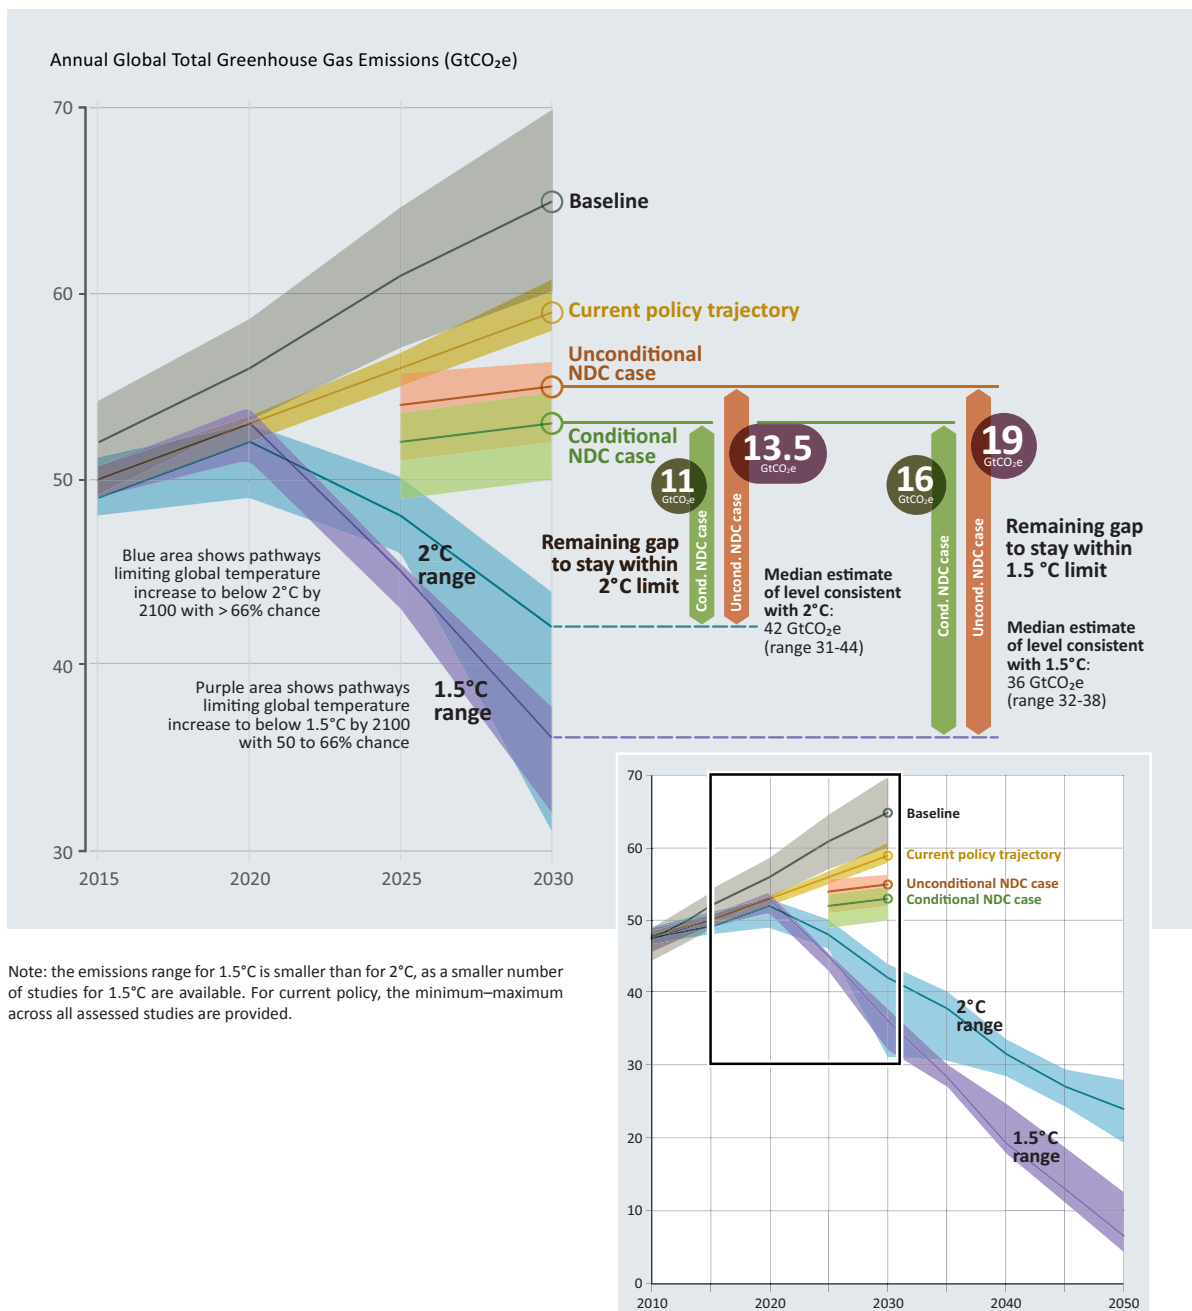 Annual Global Total Greenhouse Gas Emissions (GtCO₂e)
70
60
50
40
30
2015
2020
2025
2030
Baseline
Current policy trajectory
Unconditional
NDC case
Conditional
NDC case
2°C
range
1.5°C
range
Blue area shows pathways
limiting global temperature
increase to below 2°C by
2100 with > 66% chance
Purple area shows pathways
limiting global temperature
increase to below 1.5°C by 2100
with 50 to 66% chance
Remaining gap
to stay within
2°C limit
11
GtCO₂e
Cond. NDC case
13.5
GtCO₂e
Uncond. NDC case
Median estimate
of level consistent
with 2°C:
42 GtCO₂e
(range 31-44)
16
GtCO₂e
Cond. NDC case
19
GtCO₂e
Uncond. NDC case
Remaining gap
to stay within
1.5 °C limit
Median estimate
of level consistent
with 1.5°C:
36 GtCO₂e
(range 32-38)
Note: the emissions range for 1.5°C is smaller than for 2°C, as a smaller number
of studies for 1.5°C are available. For current policy, the minimum–maximum
across all assessed studies are provided.
70
60
50
40
30
20
10
0
2010
2020
2030
2040
2050
Baseline
Current policy trajectory
Unconditional NDC case
Conditional NDC case
2°C
range
1.5°C
range